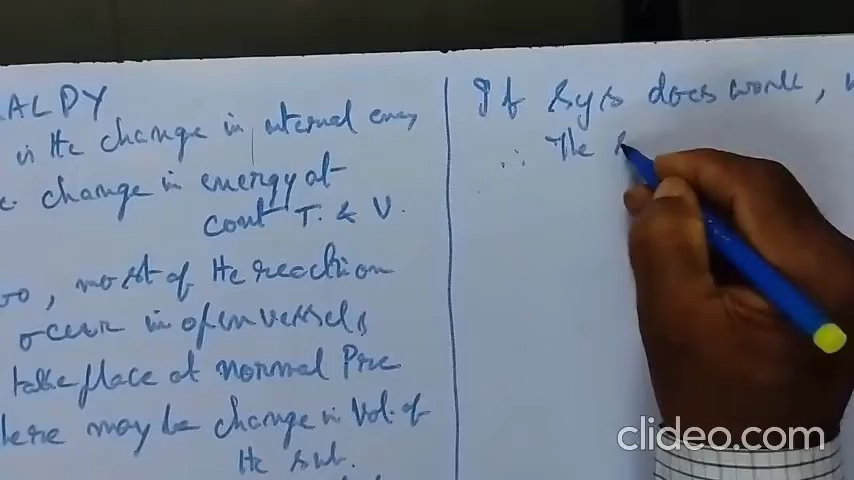 ALPY
is the change in internal ener
change in energy at
const T. & V.
, most of the reaction
occur in open vessels
take place at normal Pre
there may be change in Vol. of
the sub.
If sys does work,
∴ The
clideo.com